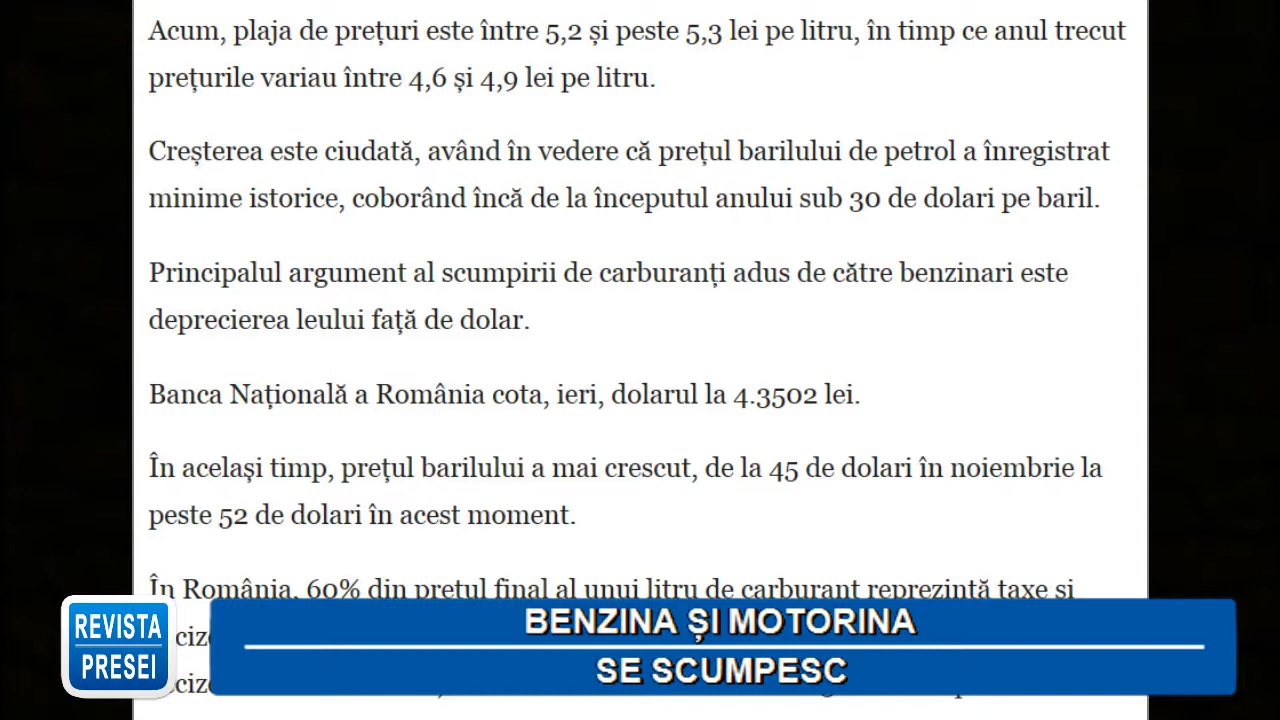 Acum, plaja de prețuri este între 5,2 și peste 5,3 lei pe litru, în timp ce anul trecut
prețurile variau între 4,6 și 4,9 lei pe litru.
Creșterea este ciudată, având în vedere că prețul barilului de petrol a înregistrat
minime istorice, coborând încă de la începutul anului sub 30 de dolari pe baril.
Principalul argument al scumpirii de carburanți adus de către benzinari este
deprecierea leului față de dolar.
Banca Națională a România cota, ieri, dolarul la 4.3502 lei.
În același timp, prețul barilului a mai crescut, de la 45 de dolari în noiembrie la
peste 52 de dolari în acest moment.
În România, 60% din prețul final al unui litru de carburant reprezintă taxe și
REVISTA
PRESEI
BENZINA ȘI MOTORINA
SE SCUMPESC